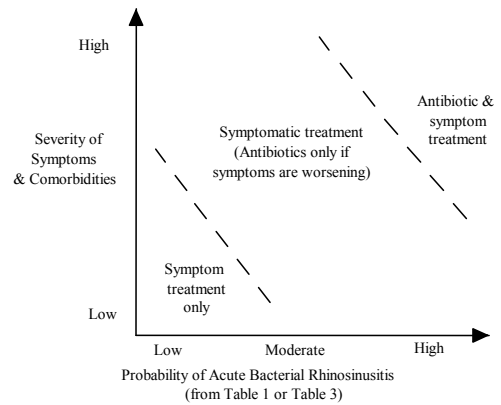 High
Severity of
Symptoms
& Comorbidities
Low
Symptomatic treatment
(Antibiotics only if
symptoms are worsening)
Antibiotic &
symptom
treatment
Symptom
treatment
only
Low
Moderate
High
Probability of Acute Bacterial Rhinosinusitis
(from Table 1 or Table 3)